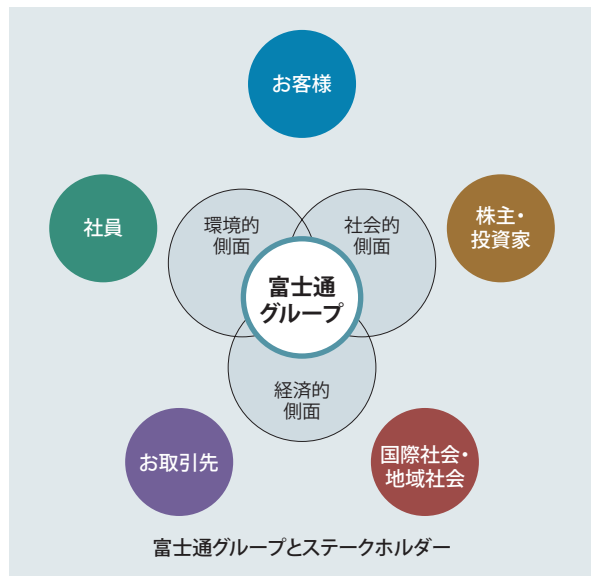 お客様
社員
環境的
側面
社会的
側面
株主・
投資家
富士通
グループ
経済的
側面
お取引先
国際社会・
地域社会
富士通グループとステークホルダー